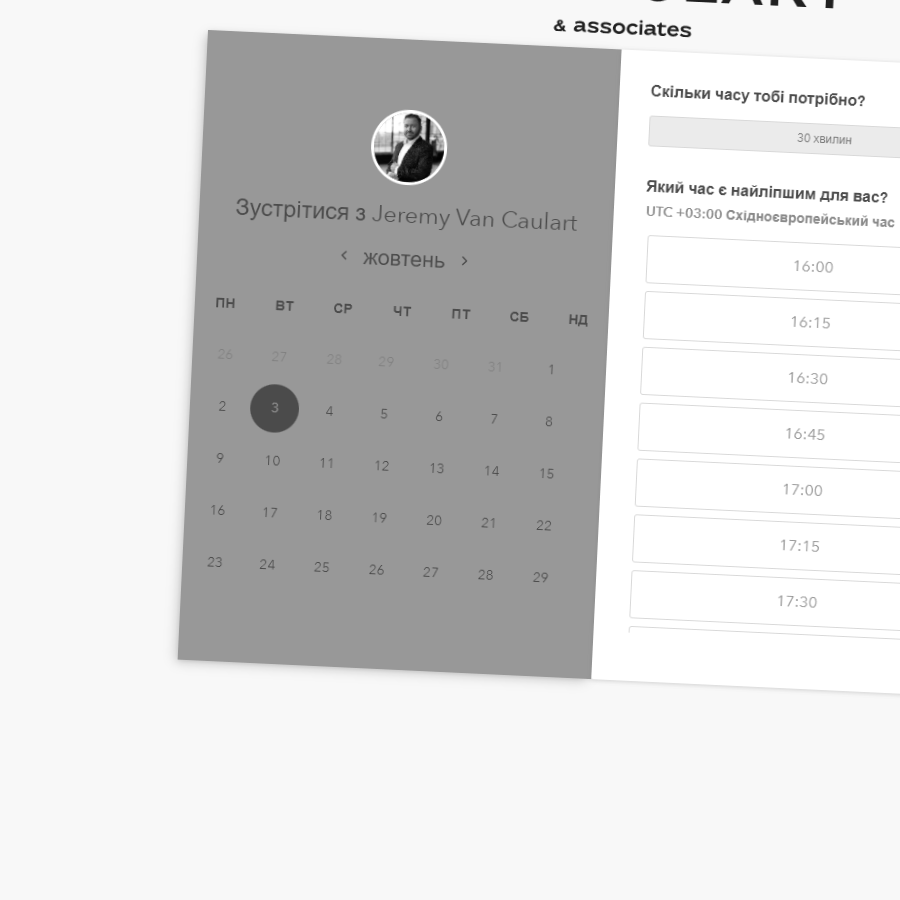 & associates
Зустрітися з Jeremy Van Caulart
‹ жовтень ›
ПН ВТ СР ЧТ ПТ СБ НД
26 27 28 29 30 31 1
2 3 4 5 6 7 8
9 10 11 12 13 14 15
16 17 18 19 20 21 22
23 24 25 26 27 28 29
Скільки часу тобі потрібно?
30 хвилин
Який час є найліпшим для вас?
UTC +03:00 Східноєвропейський час
16:00
16:15
16:30
16:45
17:00
17:15
17:30